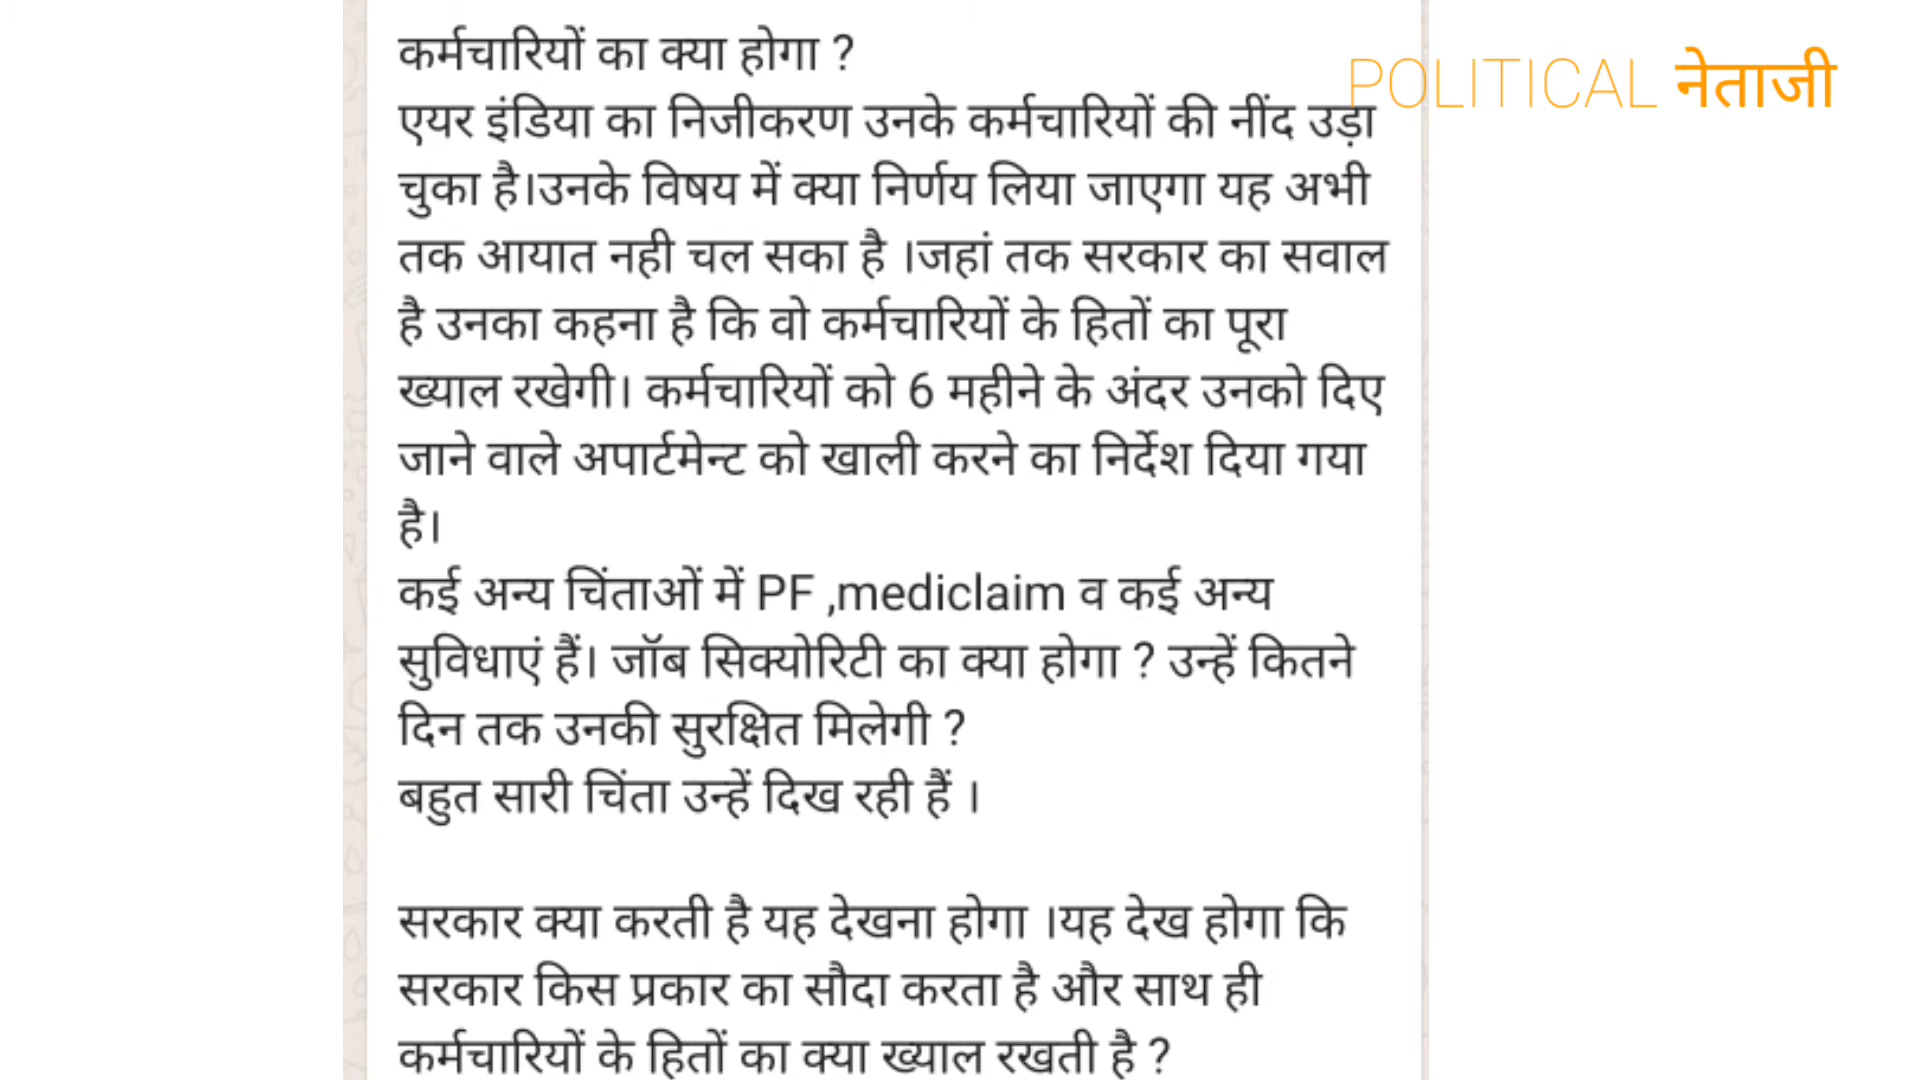 POLITICAL नेताजी
कर्मचारियों का क्या होगा ?
एयर इंडिया का निजीकरण उनके कर्मचारियों की नींद उड़ा
चुका है।उनके विषय में क्या निर्णय लिया जाएगा यह अभी
तक आयात नही चल सका है ।जहां तक सरकार का सवाल
है उनका कहना है कि वो कर्मचारियों के हितों का पूरा
ख्याल रखेगी। कर्मचारियों को 6 महीने के अंदर उनको दिए
जाने वाले अपार्टमेन्ट को खाली करने का निर्देश दिया गया
है।
कई अन्य चिंताओं में PF ,mediclaim व कई अन्य
सुविधाएं हैं। जॉब सिक्योरिटी का क्या होगा ? उन्हें कितने
दिन तक उनकी सुरक्षित मिलेगी ?
बहुत सारी चिंता उन्हें दिख रही हैं ।
सरकार क्या करती है यह देखना होगा ।यह देख होगा कि
सरकार किस प्रकार का सौदा करता है और साथ ही
कर्मचारियों के हितों का क्या ख्याल रखती है ?